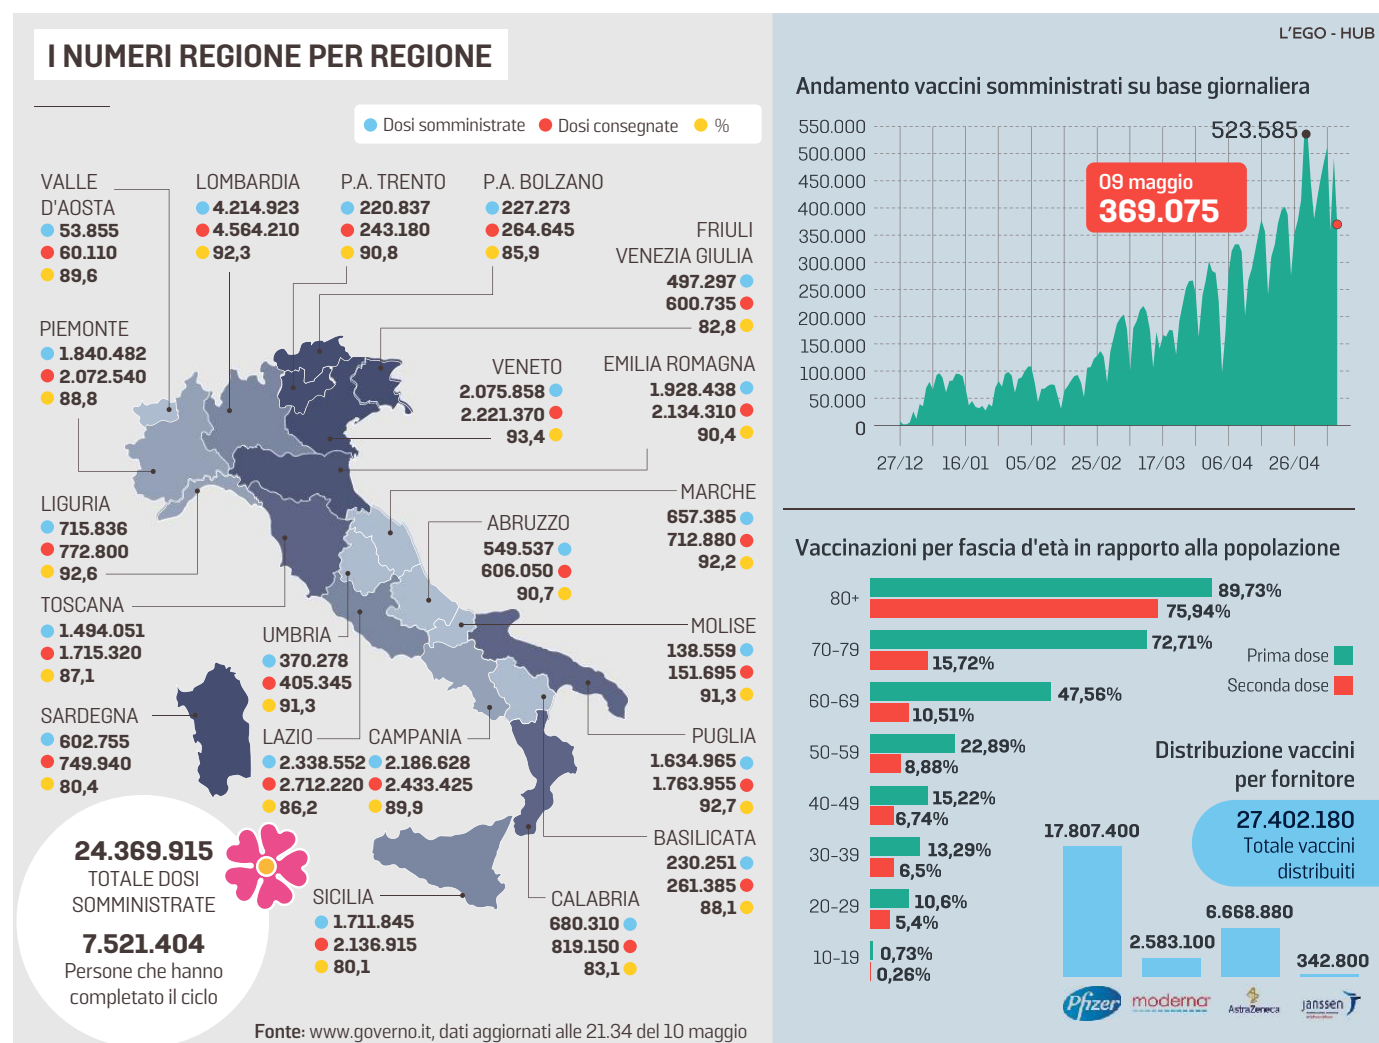 I NUMERI REGIONE PER REGIONE
Dosi somministrate
Dosi consegnate
%
VALLE
D'AOSTA
53.855
60.110
89,6
LOMBARDIA
4.214.923
4.564.210
92,3
P.A. TRENTO
220.837
243.180
90,8
P.A. BOLZANO
227.273
264.645
85,9
FRIULI
VENEZIA GIULIA
497.297
600.735
82,8
PIEMONTE
1.840.482
2.072.540
88,8
VENETO
2.075.858
2.221.370
93,4
EMILIA ROMAGNA
1.928.438
2.134.310
90,4
LIGURIA
715.836
772.800
92,6
ABRUZZO
549.537
606.050
90,7
MARCHE
657.385
712.880
92,2
TOSCANA
1.494.051
1.715.320
87,1
UMBRIA
370.278
405.345
91,3
MOLISE
138.559
151.695
91,3
SARDEGNA
602.755
749.940
80,4
LAZIO
2.338.552
2.712.220
86,2
CAMPANIA
2.186.628
2.433.425
89,9
PUGLIA
1.634.965
1.763.955
92,7
BASILICATA
230.251
261.385
88,1
SICILIA
1.711.845
2.136.915
80,1
CALABRIA
680.310
819.150
83,1
24.369.915
TOTALE DOSI
SOMMINISTRATE
7.521.404
Persone che hanno
completato il ciclo
Fonte: www.governo.it, dati aggiornati alle 21.34 del 10 maggio
L'EGO - HUB
Andamento vaccini somministrati su base giornaliera
550.000
500.000
450.000
400.000
350.000
300.000
250.000
200.000
150.000
100.000
50.000
0
523.585
09 maggio
369.075
27/12 16/01 05/02 25/02 17/03 06/04 26/04
Vaccinazioni per fascia d'età in rapporto alla popolazione
80+
89,73%
75,94%
70-79
72,71%
15,72%
60-69
47,56%
10,51%
50-59
22,89%
8,88%
40-49
15,22%
6,74%
30-39
13,29%
6,5%
20-29
10,6%
5,4%
10-19
0,73%
0,26%
Prima dose
Seconda dose
Distribuzione vaccini
per fornitore
27.402.180
Totale vaccini
distribuiti
17.807.400
2.583.100
6.668.880
342.800
Pfizer
moderna
AstraZeneca
janssen